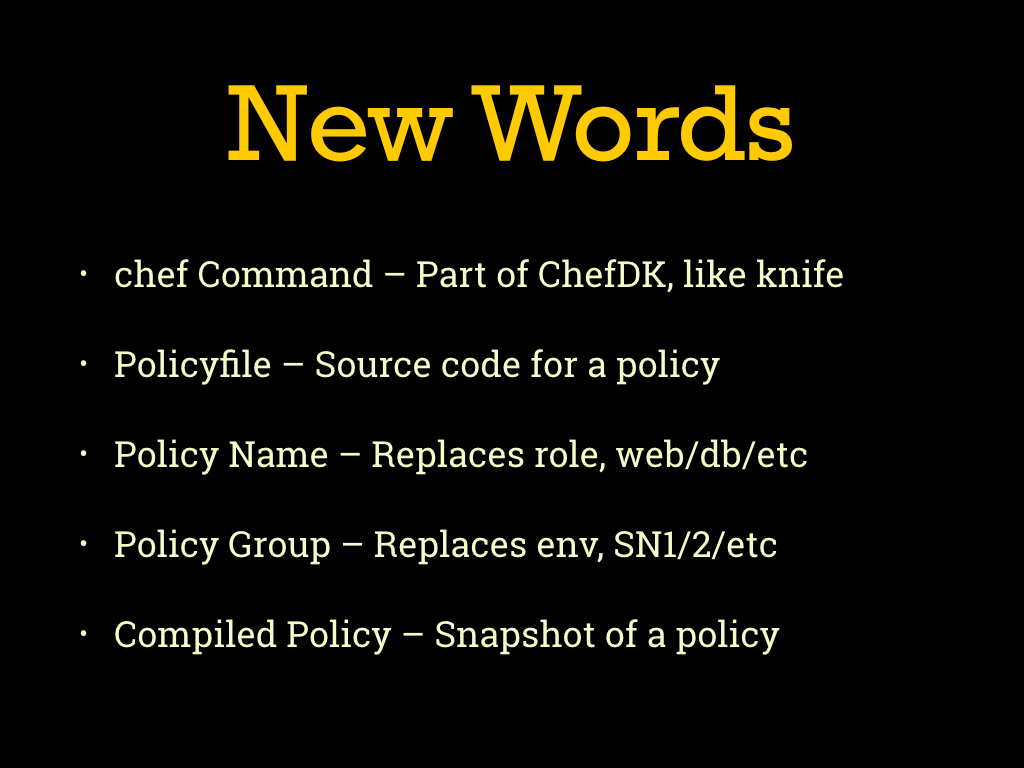 New Words
• chef Command – Part of ChefDK, like knife
• Policyfile – Source code for a policy
• Policy Name – Replaces role, web/db/etc
• Policy Group – Replaces env, SN1/2/etc
• Compiled Policy – Snapshot of a policy